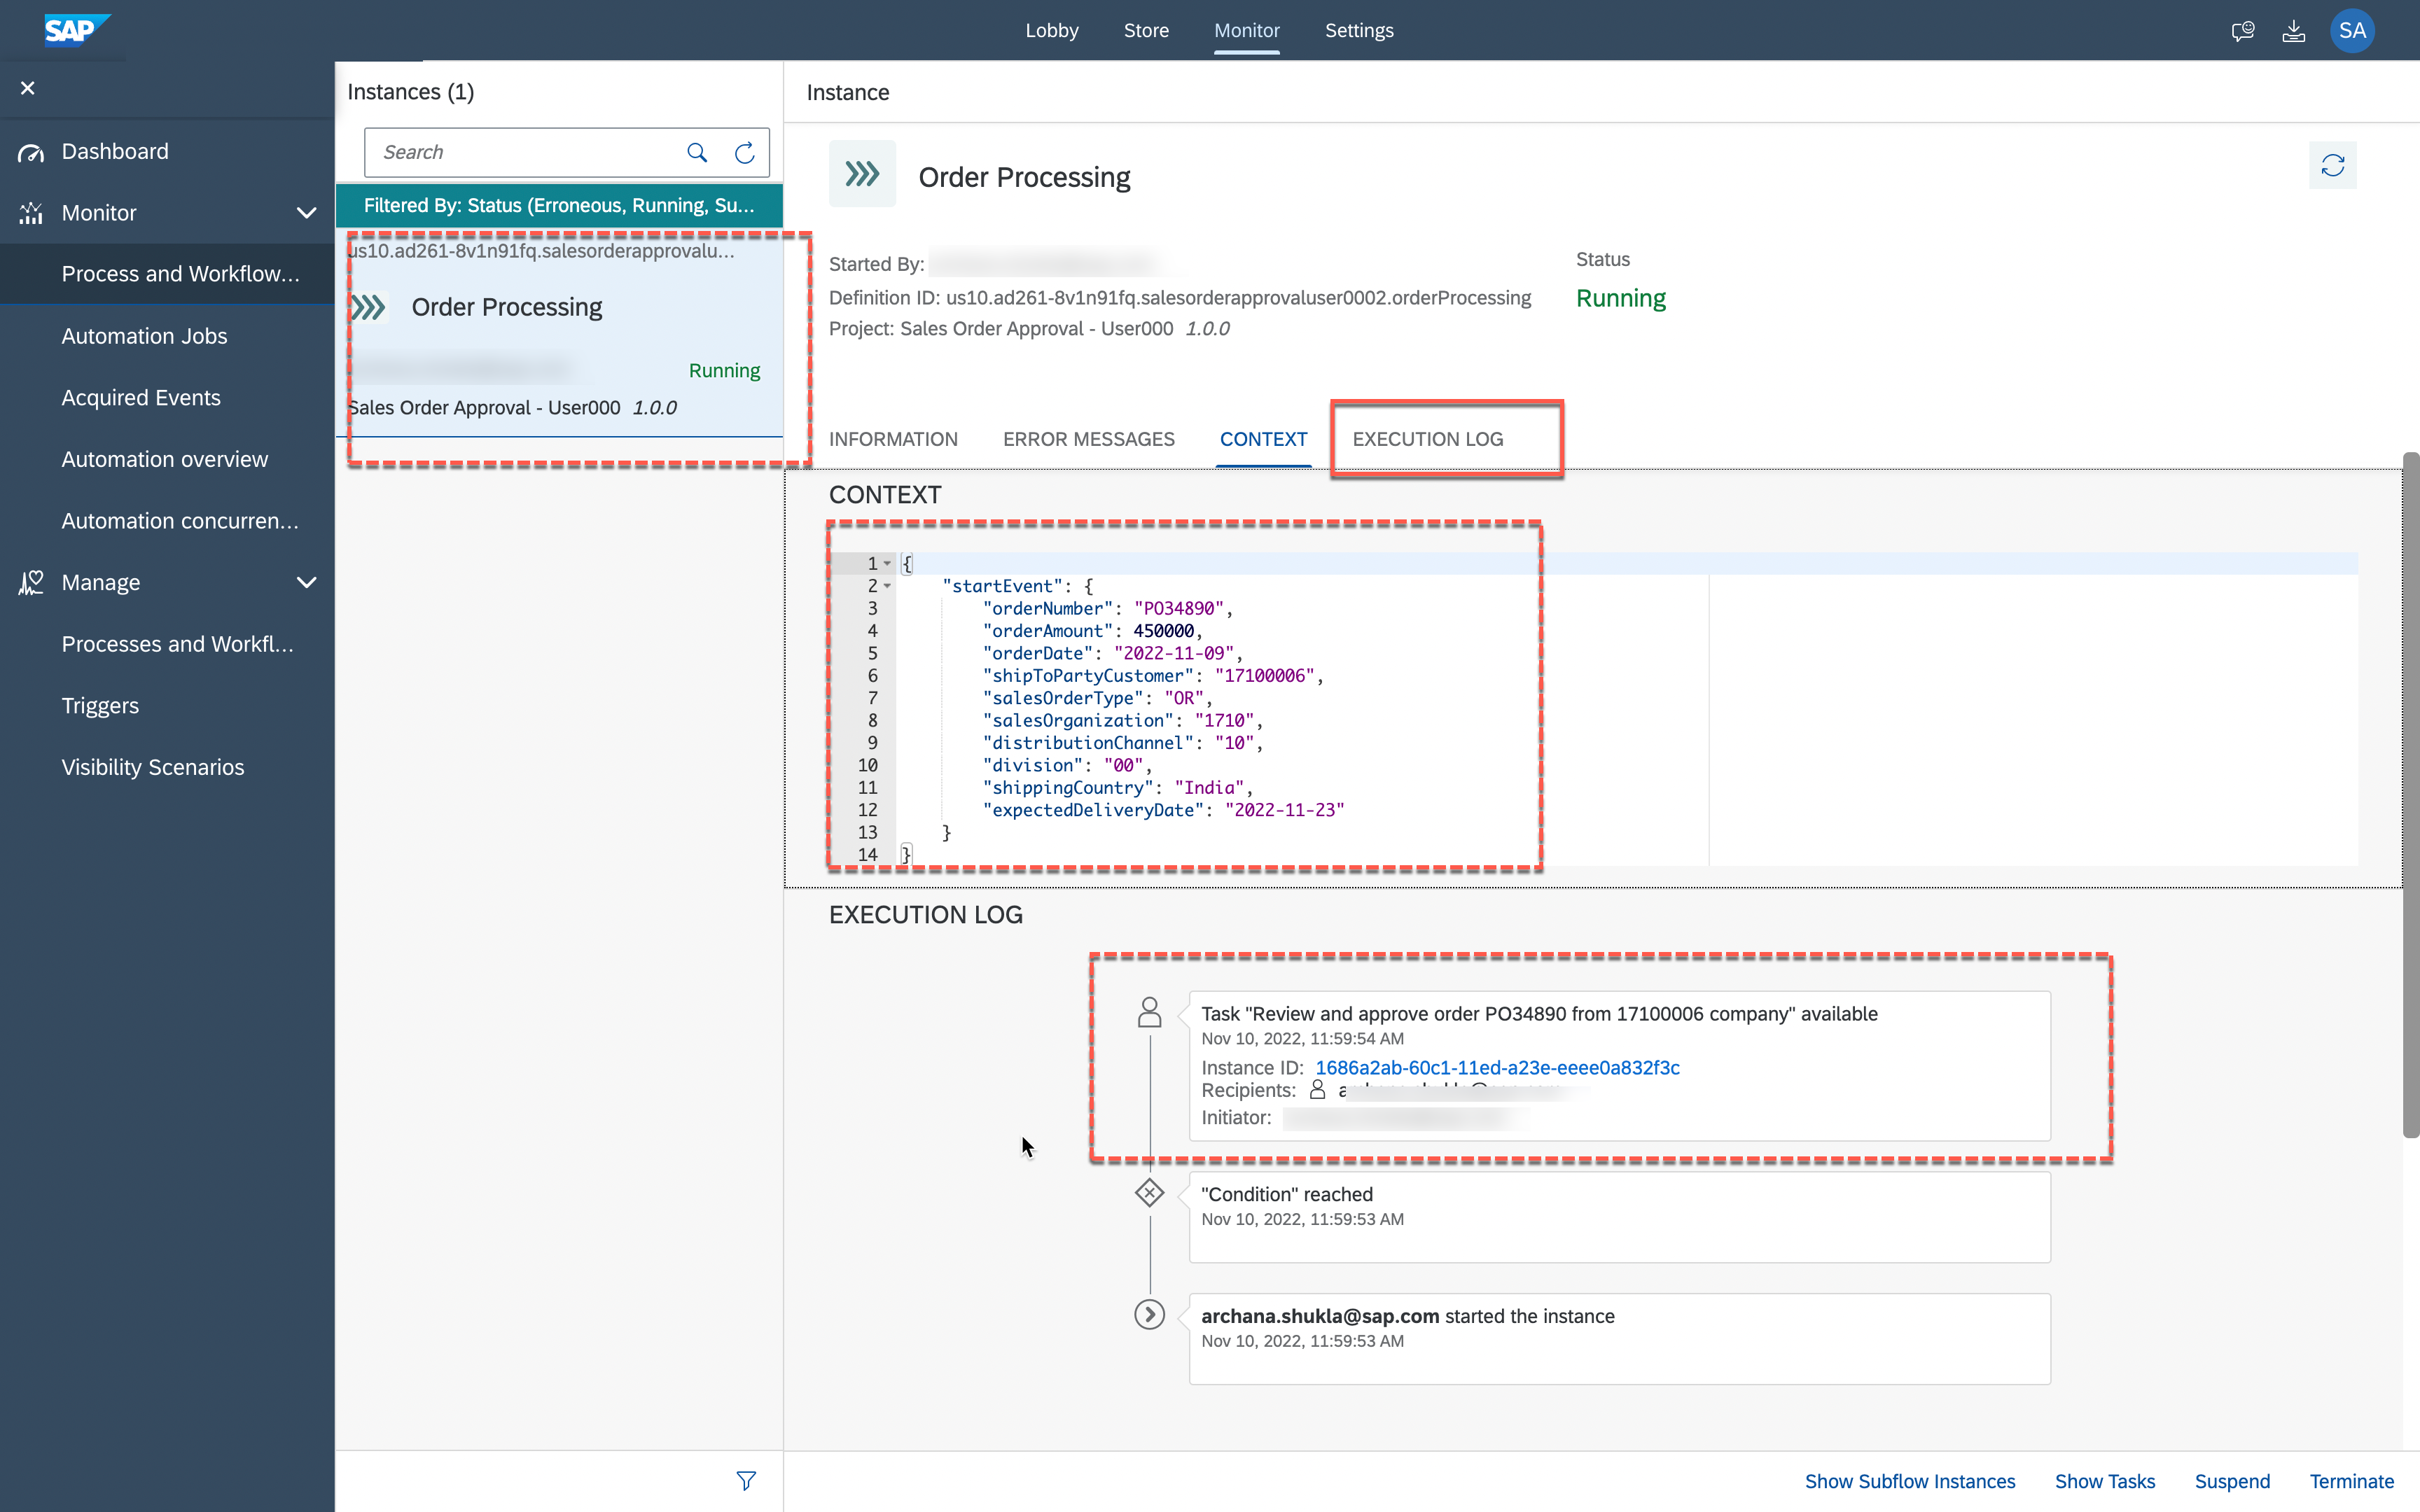 SAP
Lobby
Store
Monitor
Settings
SA
Dashboard
Monitor
Process and Workflow...
Automation Jobs
Acquired Events
Automation overview
Automation concurren...
Manage
Processes and Workfl...
Triggers
Visibility Scenarios
Instances (1)
Search
Filtered By: Status (Erroneous, Running, Su...
us10.ad261-8v1n91fq.salesorderapprovalu...
Order Processing
Running
Sales Order Approval - User000 1.0.0
Instance
Order Processing
Started By:
Definition ID: us10.ad261-8v1n91fq.salesorderapprovaluser0002.orderProcessing
Project: Sales Order Approval - User000 1.0.0
Status
Running
INFORMATION
ERROR MESSAGES
CONTEXT
EXECUTION LOG
CONTEXT
1 {
2 "startEvent": {
3 "orderNumber": "PO34890",
4 "orderAmount": 450000,
5 "orderDate": "2022-11-09",
6 "shipToPartyCustomer": "17100006",
7 "salesOrderType": "OR",
8 "salesOrganization": "1710",
9 "distributionChannel": "10",
10 "division": "00",
11 "shippingCountry": "India",
12 "expectedDeliveryDate": "2022-11-23"
13 }
14 }
EXECUTION LOG
Task "Review and approve order PO34890 from 17100006 company" available
Nov 10, 2022, 11:59:54 AM
Instance ID: 1686a2ab-60c1-11ed-a23e-eeee0a832f3c
Recipients:
Initiator:
"Condition" reached
Nov 10, 2022, 11:59:53 AM
archana.shukla@sap.com started the instance
Nov 10, 2022, 11:59:53 AM
Show Subflow Instances
Show Tasks
Suspend
Terminate